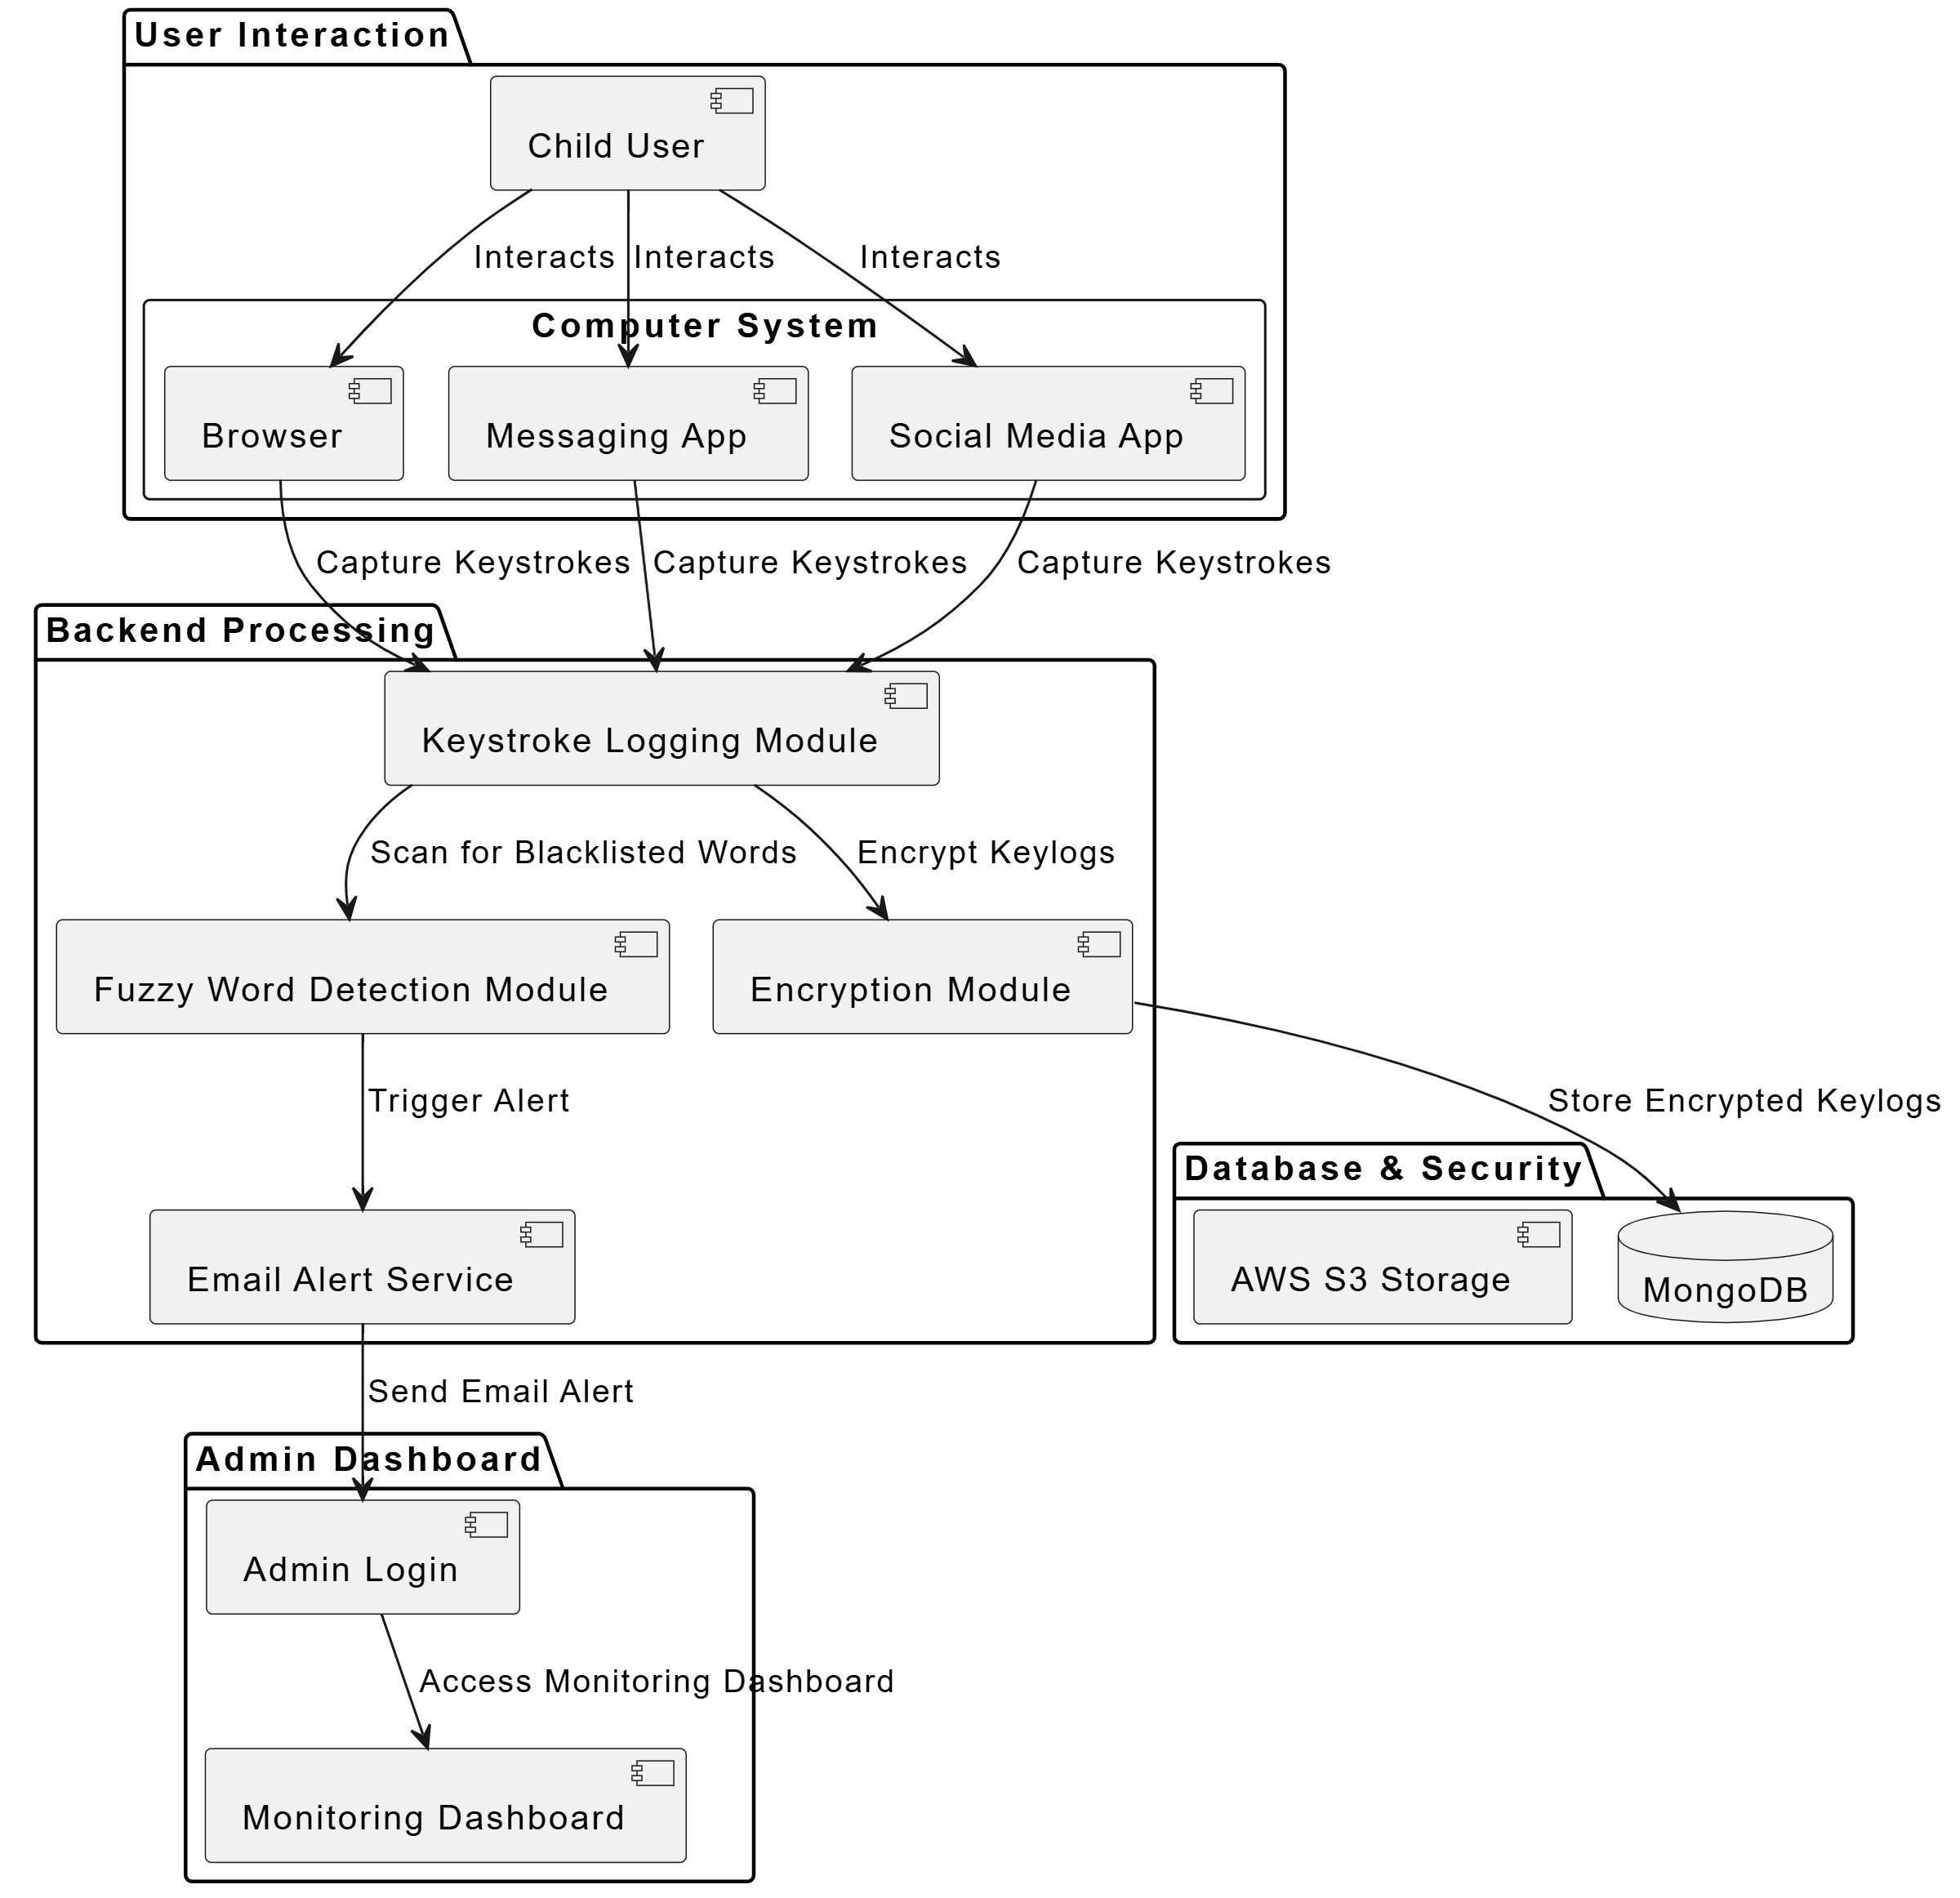 User Interaction
Child User
Interacts
Interacts
Interacts
Computer System
Browser
Messaging App
Social Media App
Capture Keystrokes
Capture Keystrokes
Capture Keystrokes
Backend Processing
Keystroke Logging Module
Scan for Blacklisted Words
Encrypt Keylogs
Fuzzy Word Detection Module
Encryption Module
Trigger Alert
Store Encrypted Keylogs
Database & Security
Email Alert Service
AWS S3 Storage
MongoDB
Send Email Alert
Admin Dashboard
Admin Login
Access Monitoring Dashboard
Monitoring Dashboard